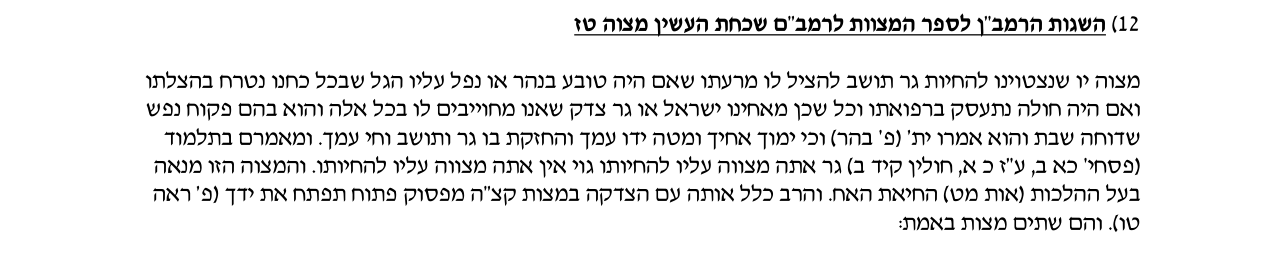 12) השגות הרמב"ן לספר המצוות לרמב"ם שכחת העשין מצוה טז
מצוה יו שנצטוינו להחיות גר תושב להציל לו מרעתו שאם היה טובע בנהר או נפל עליו הגל שבכל כחנו נטרח בהצלתו
ואם היה חולה נתעסק ברפואתו וכל שכן מאחינו ישראל או גר צדק שאנו מחוייבים לו בכל אלה והוא בהם פקוח נפש
שדוחה שבת והוא אמרו ית' (פ' בהר) וכי ימוך אחיך ומטה ידו עמך והחזקת בו גר ותושב וחי עמך. ומאמרם בתלמוד
(פסחי' כא ב, ע"ז כ א, חולין קיד ב) גר אתה מצווה עליו להחיותו גוי אין אתה מצווה עליו להחיותו. והמצוה הזו מנאה
בעל ההלכות (אות מט) החיאת האח. והרב כלל אותה עם הצדקה במצות קצ"ה מפסוק פתוח תפתח את ידך (פ' ראה
טו). והם שתים מצות באמת: